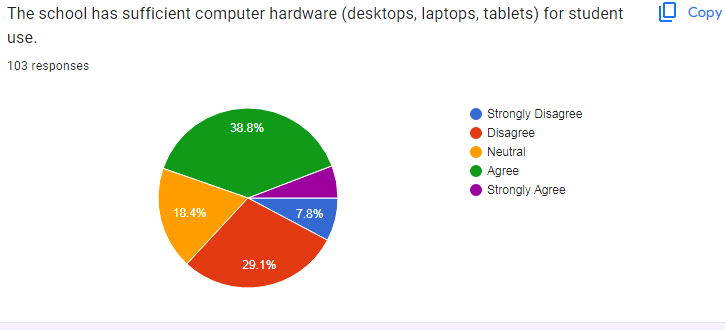 The school has sufficient computer hardware (desktops, laptops, tablets) for student
use.
Copy
103 responses
38.8%
18.4%
7.8%
29.1%
Strongly Disagree
Disagree
Neutral
Agree
Strongly Agree